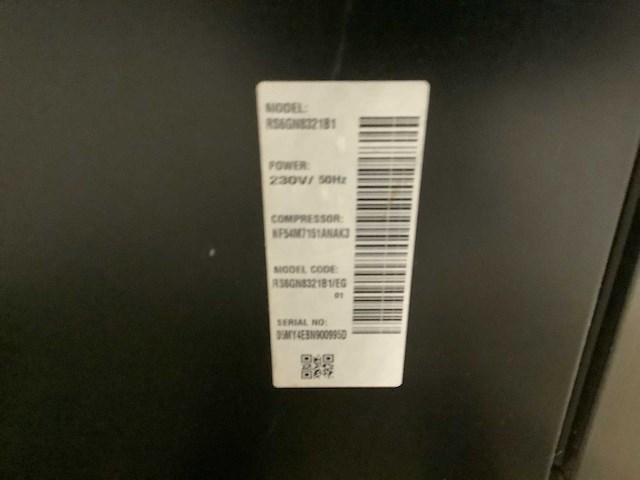 MODEL:
RS6GN8321B1
POWER:
230V/ 50Hz
COMPRESSOR:
NF54M7151ANAK3
MODEL CODE:
RS6GN8321B1/EG
01
SERIAL NO: